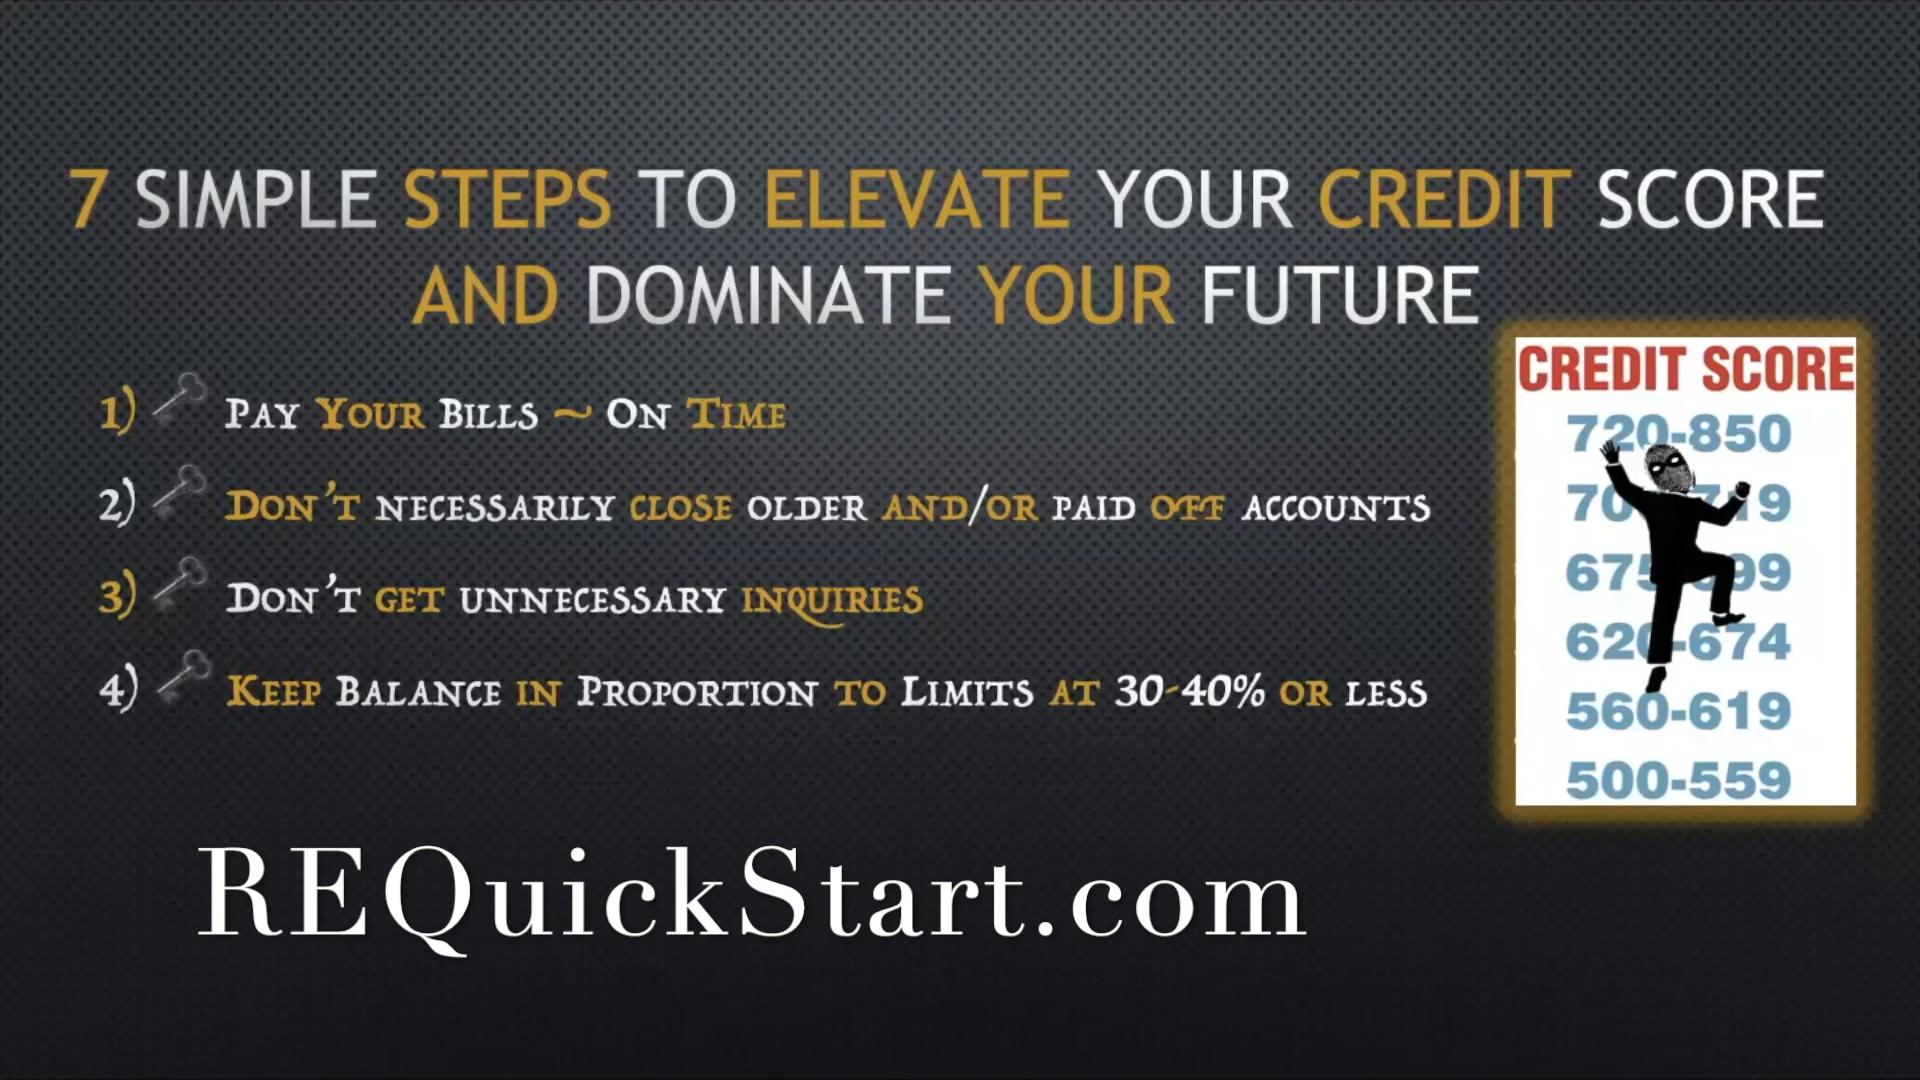 7 SIMPLE STEPS TO ELEVATE YOUR CREDIT SCORE
AND DOMINATE YOUR FUTURE
1) PAY YOUR BILLS ~ ON TIME
2) DON'T NECESSARILY CLOSE OLDER AND/OR PAID OFF ACCOUNTS
3) DON'T GET UNNECESSARY INQUIRIES
4) KEEP BALANCE IN PROPORTION TO LIMITS AT 30-40% OR LESS
CREDIT SCORE
720-850
620-674
560-619
500-559
REQuickStart.com